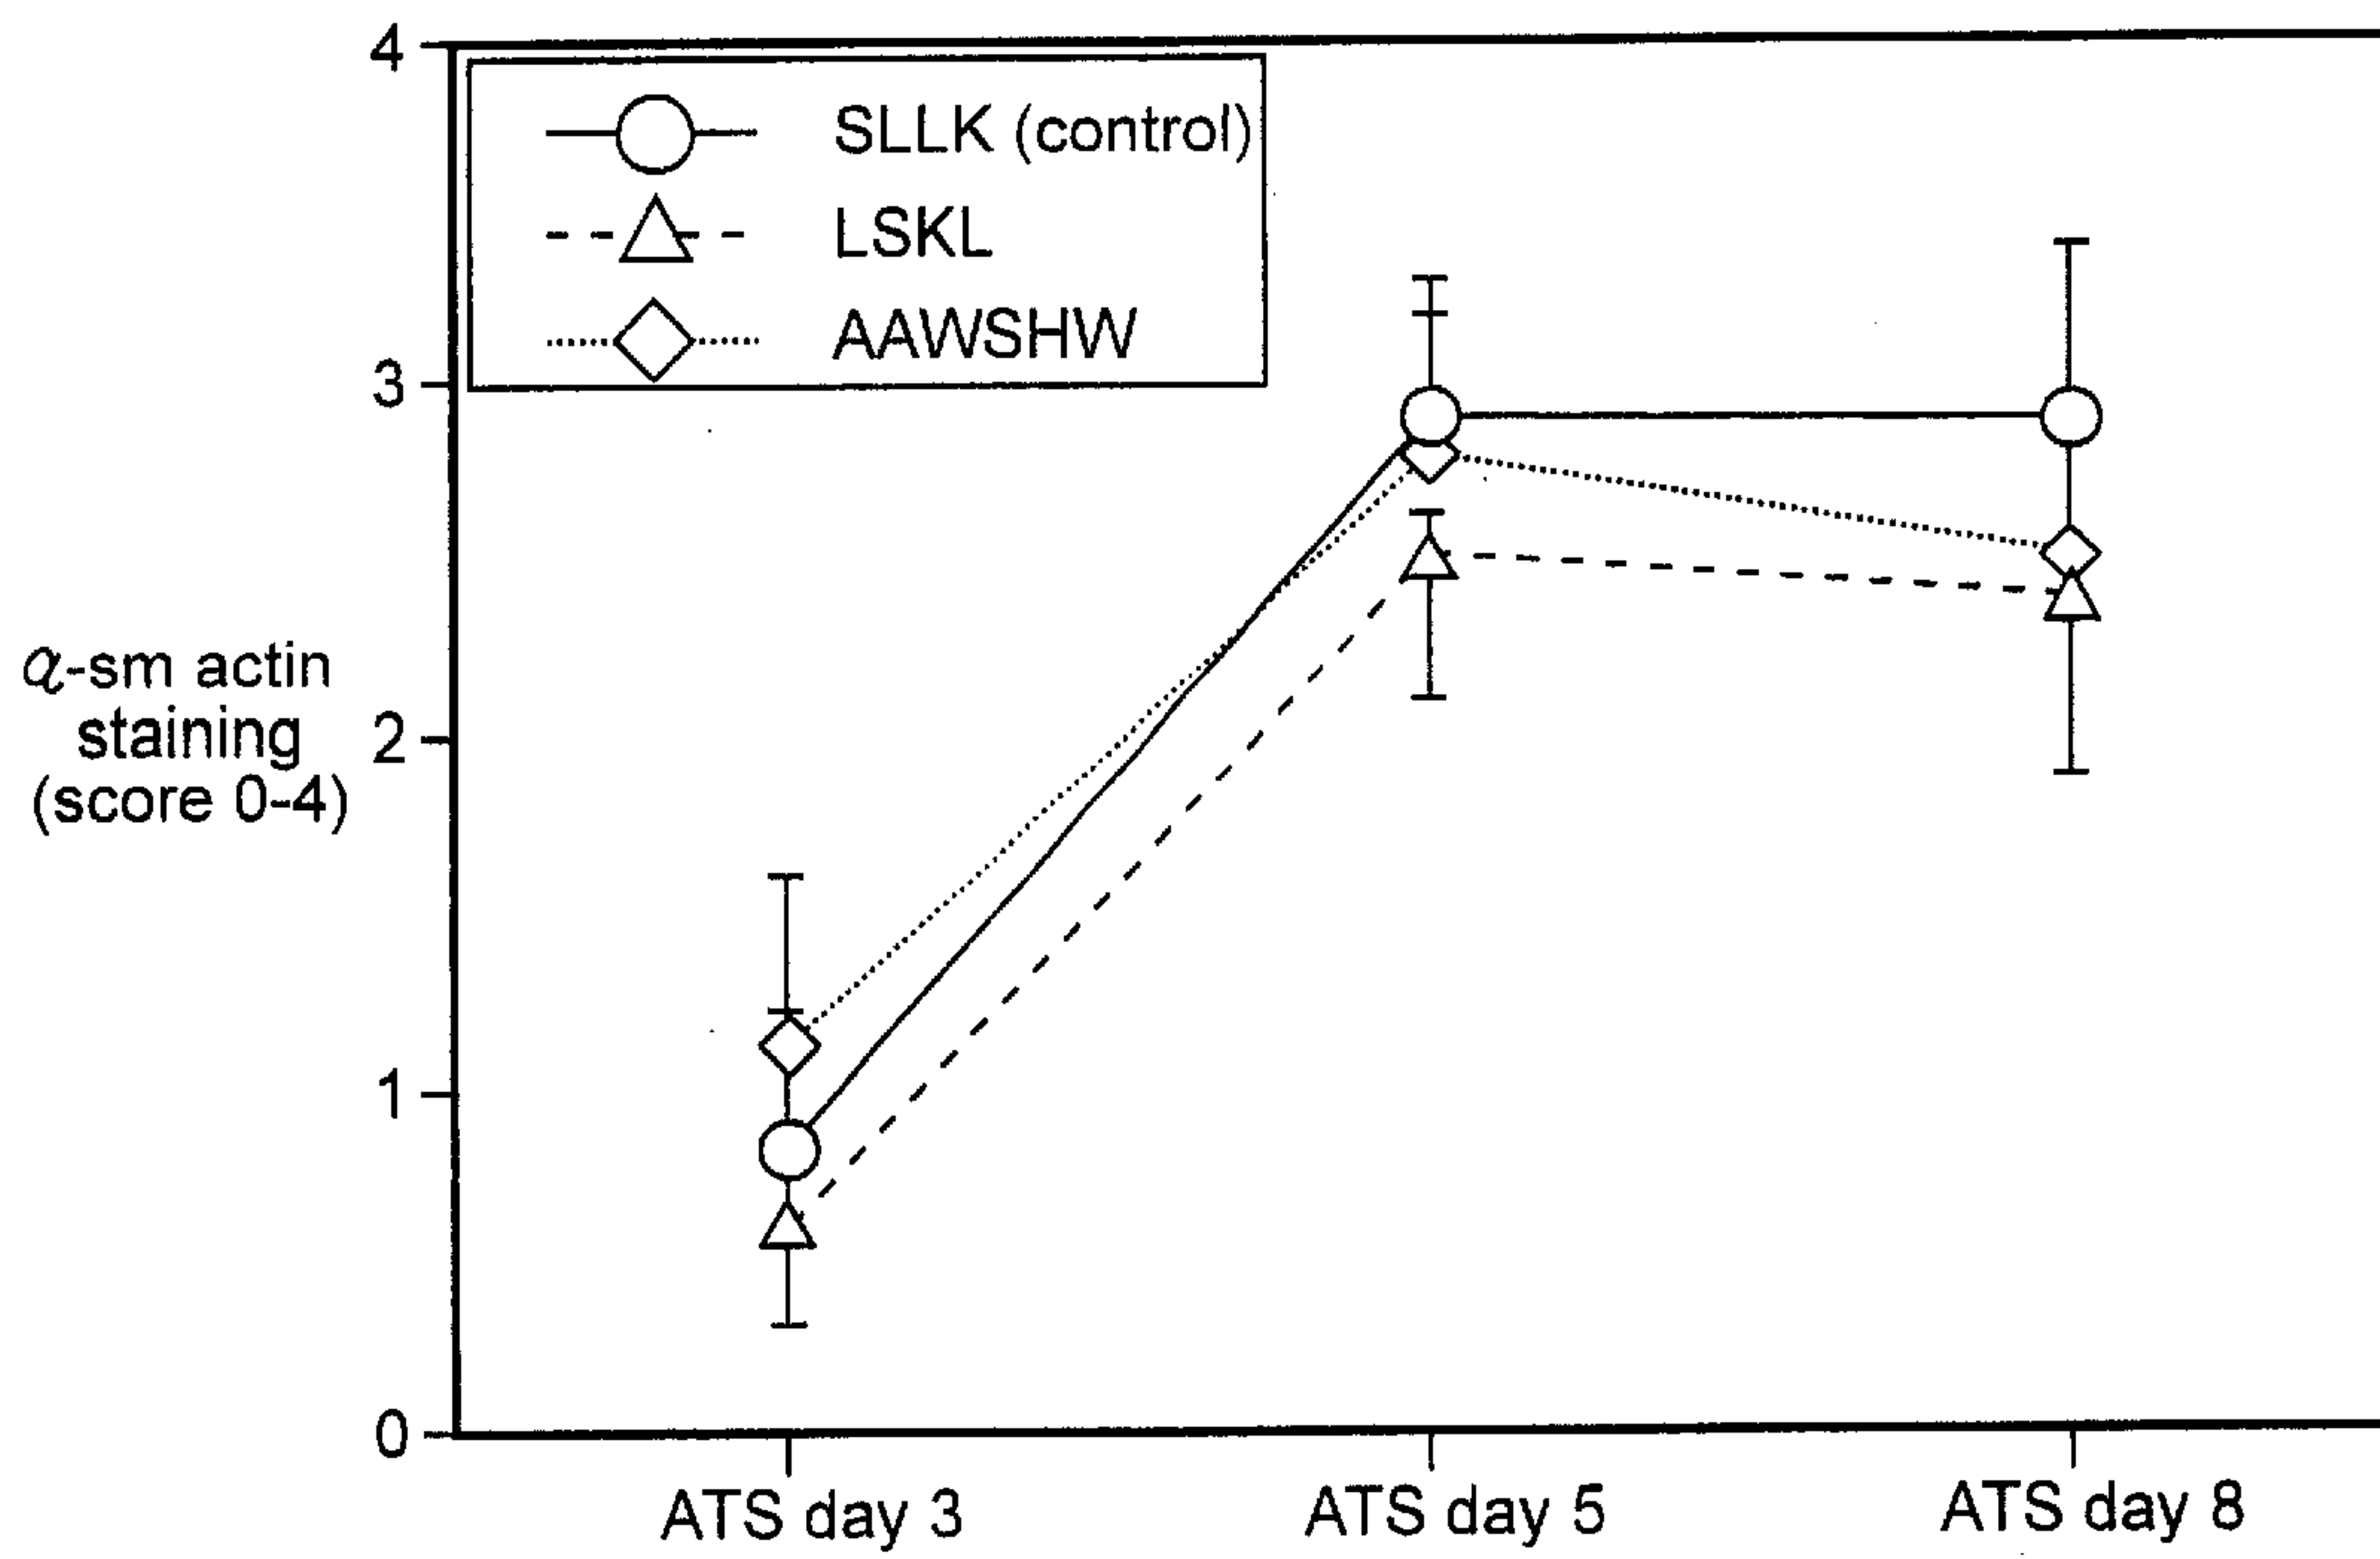 4
SLLK (control)
LSKL
AAWSHW
3
α-sm actin
staining
(score 0-4)
2
1
0
ATS day 3
ATS day 5
ATS day 8